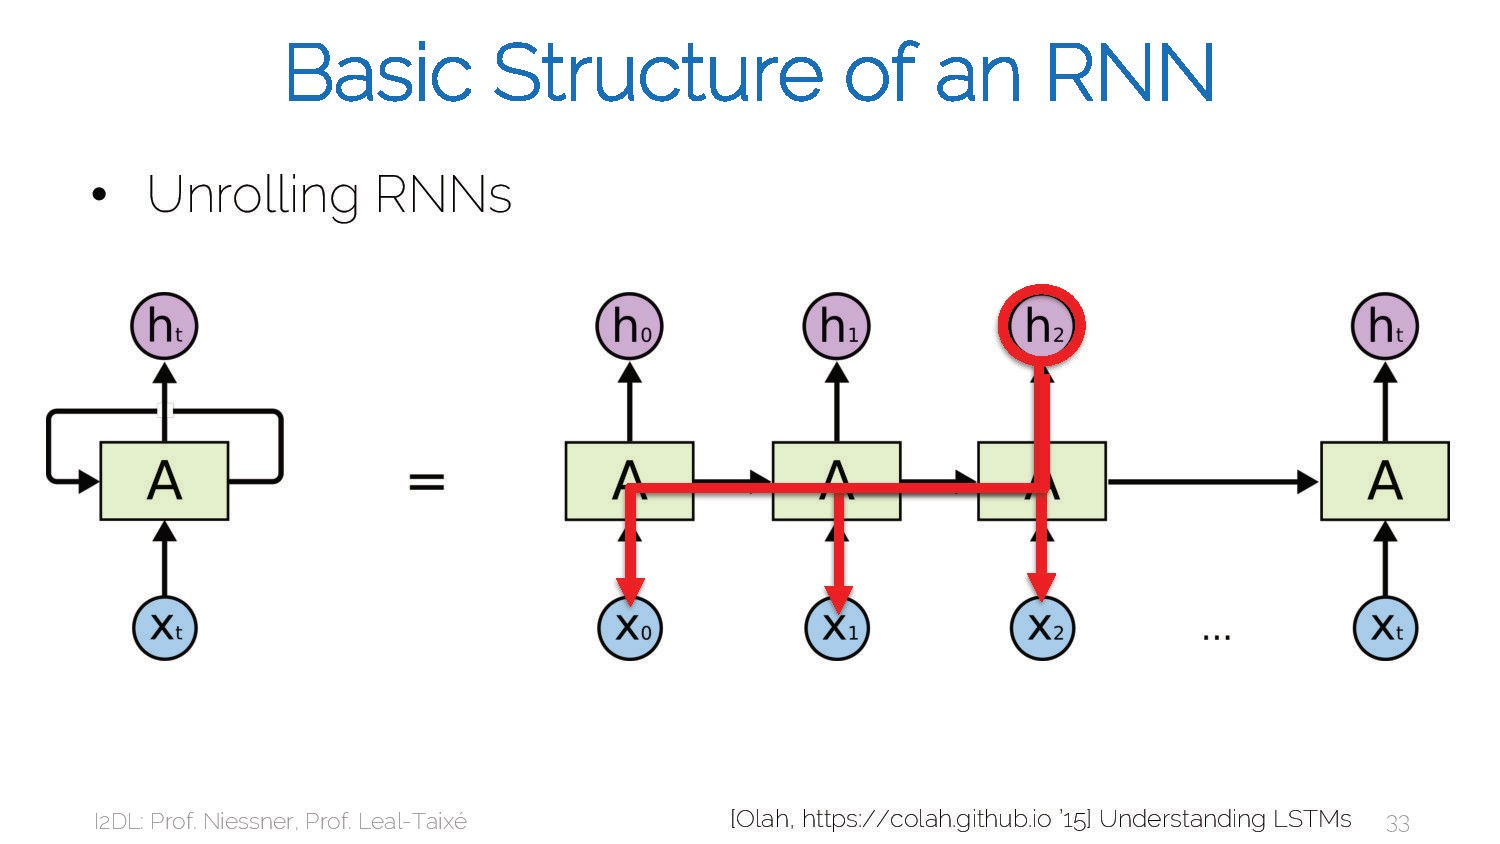 Basic Structure of an RNN
• Unrolling RNNs
ht h0 h1 h2 ht
A = A A A A
xt x0 x1 x2 ... xt
I2DL: Prof. Niessner, Prof. Leal-Taixé [Olah, https://colah.github.io '15] Understanding LSTMs 33